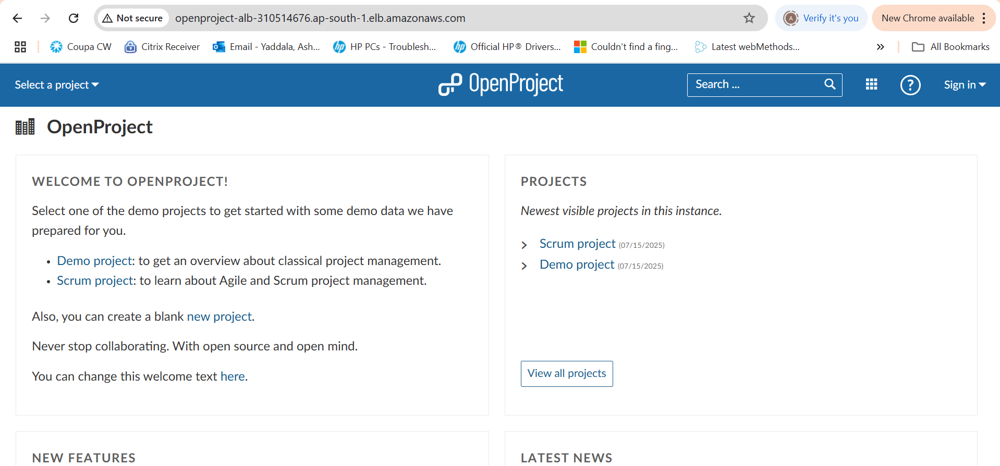 Not secure
openproject-alb-310514676.ap-south-1.elb.amazonaws.com
A
Verify it's you
New Chrome available
Coupa CW
Citrix Receiver
Email - Yaddala, Ash...
hp
HP PCs - Troublesh...
hp
Official HP® Drivers...
Couldn't find a fing...
Latest webMethods...
All Bookmarks
Select a project
OpenProject
Search ...
?
Sign in
OpenProject
WELCOME TO OPENPROJECT!
Select one of the demo projects to get started with some demo data we have
prepared for you.
• Demo project: to get an overview about classical project management.
• Scrum project: to learn about Agile and Scrum project management.
Also, you can create a blank new project.
Never stop collaborating. With open source and open mind.
You can change this welcome text here.
PROJECTS
Newest visible projects in this instance.
Scrum project (07/15/2025)
Demo project (07/15/2025)
View all projects
NEW FEATURES
LATEST NEWS